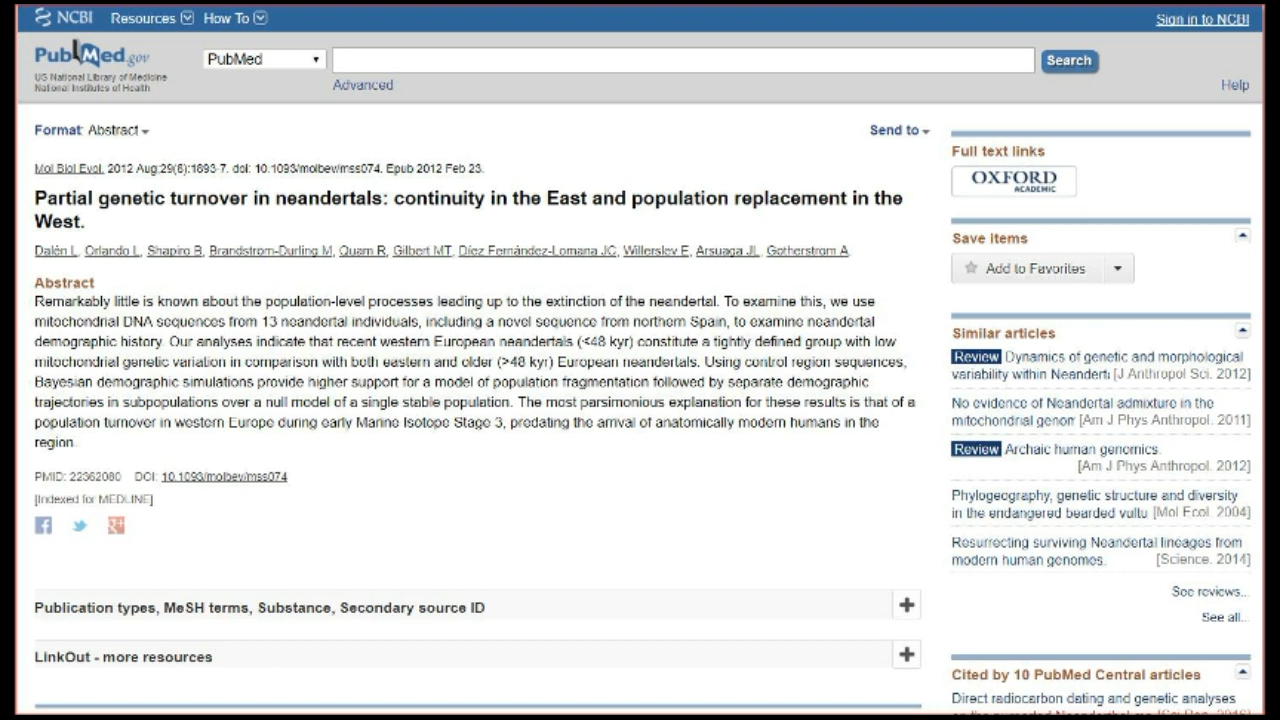 NCBI Resources How To Sign in to NCBI
PubMed.gov
US National Library of Medicine
National Institutes of Health
PubMed
Search
Advanced
Help
Format: Abstract
Send to
Mol Biol Evol. 2012 Aug;29(8):1893-7. doi: 10.1093/molbev/mss074. Epub 2012 Feb 23.
Partial genetic turnover in neandertals: continuity in the East and population replacement in the
West.
Dalén L, Orlando L, Shapiro B, Brandström-Durling M, Quam R, Gilbert MT, Díez Fernández-Lomana JC, Willerslev E, Arsuaga JL, Götherström A.
Abstract
Remarkably little is known about the population-level processes leading up to the extinction of the neandertal. To examine this, we use
mitochondrial DNA sequences from 13 neandertal individuals, including a novel sequence from northern Spain, to examine neandertal
demographic history. Our analyses indicate that recent western European neandertals (<48 kyr) constitute a tightly defined group with low
mitochondrial genetic variation in comparison with both eastern and older (>48 kyr) European neandertals. Using control region sequences,
Bayesian demographic simulations provide higher support for a model of population fragmentation followed by separate demographic
trajectories in subpopulations over a null model of a single stable population. The most parsimonious explanation for these results is that of a
population turnover in western Europe during early Marine Isotope Stage 3, predating the arrival of anatomically modern humans in the
region.
PMID: 22362080 DOI: 10.1093/molbev/mss074
[Indexed for MEDLINE]
Publication types, MeSH terms, Substance, Secondary source ID
LinkOut - more resources
Full text links
OXFORD
ACADEMIC
Save items
Add to Favorites
Similar articles
Review Dynamics of genetic and morphological
variability within Neandert [J Anthropol Sci. 2012]
No evidence of Neandertal admixture in the
mitochondrial genom [Am J Phys Anthropol. 2011]
Review Archaic human genomics.
[Am J Phys Anthropol. 2012]
Phylogeography, genetic structure and diversity
in the endangered bearded vultu [Mol Ecol. 2004]
Resurrecting surviving Neandertal lineages from
modern human genomes. [Science. 2014]
See reviews...
See all...
Cited by 10 PubMed Central articles
Direct radiocarbon dating and genetic analyses